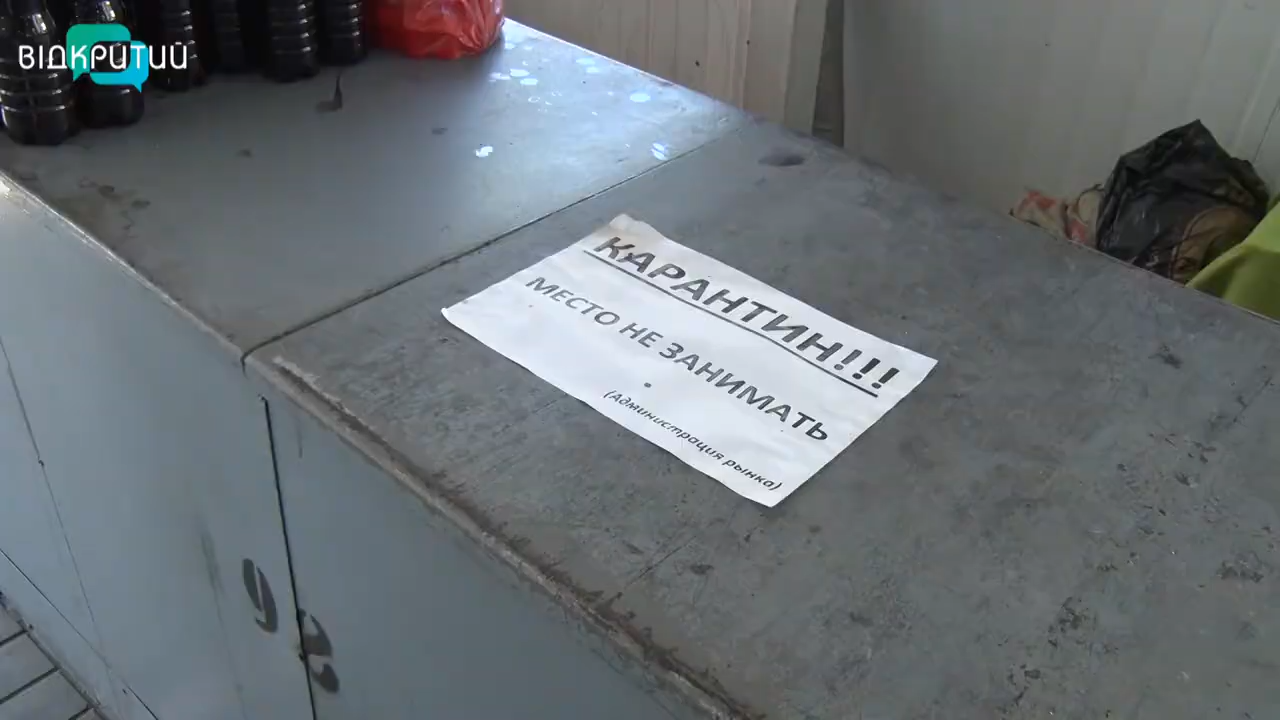 ВІДКРИТИЙ
КАРАНТИН!!!
МЕСТО НЕ ЗАНИМАТЬ
(Администрация рынка)